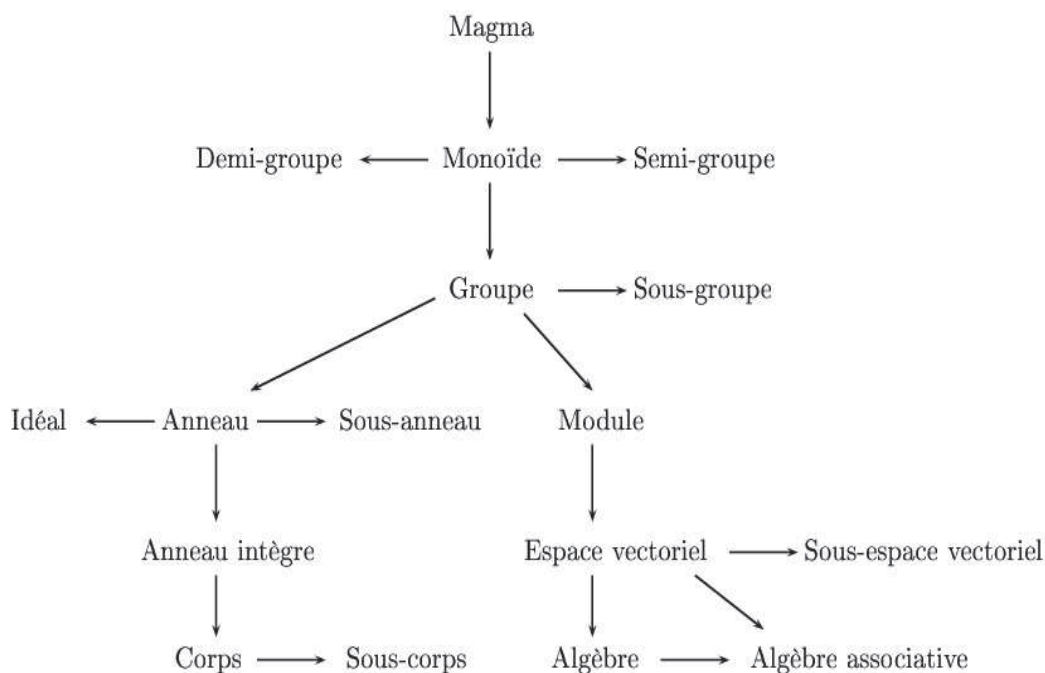 Magma
Demi-groupe Monoïde Semi-groupe
Groupe Sous-groupe
Idéal Anneau Sous-anneau Module
Anneau intègre Espace vectoriel Sous-espace vectoriel
Corps Sous-corps Algèbre Algèbre associative